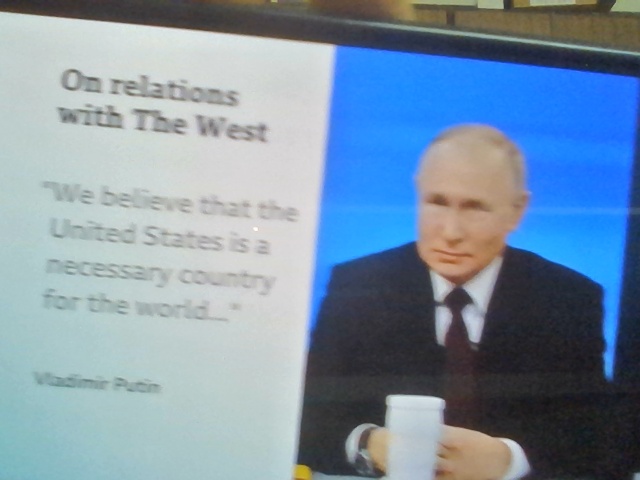 On relations
with The West
"We believe that the
United States is a
necessary country
for the world..."
Vladimir Putin